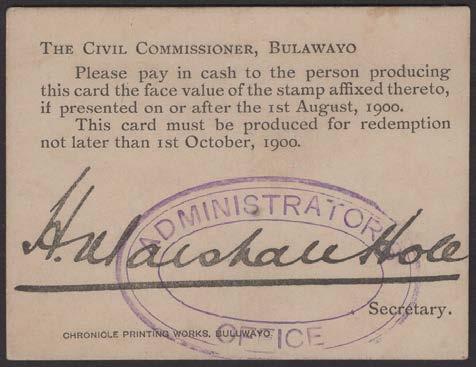 THE CIVIL COMMISSIONER, BULAWAYO
Please pay in cash to the person producing
this card the face value of the stamp affixed thereto,
if presented on or after the 1st August, 1900.
This card must be produced for redemption
not later than 1st October, 1900.
ADMINISTRATOR'S
H. Marshall Hole
Secretary.
OFFICE
CHRONICLE PRINTING WORKS, BULUWAYO.